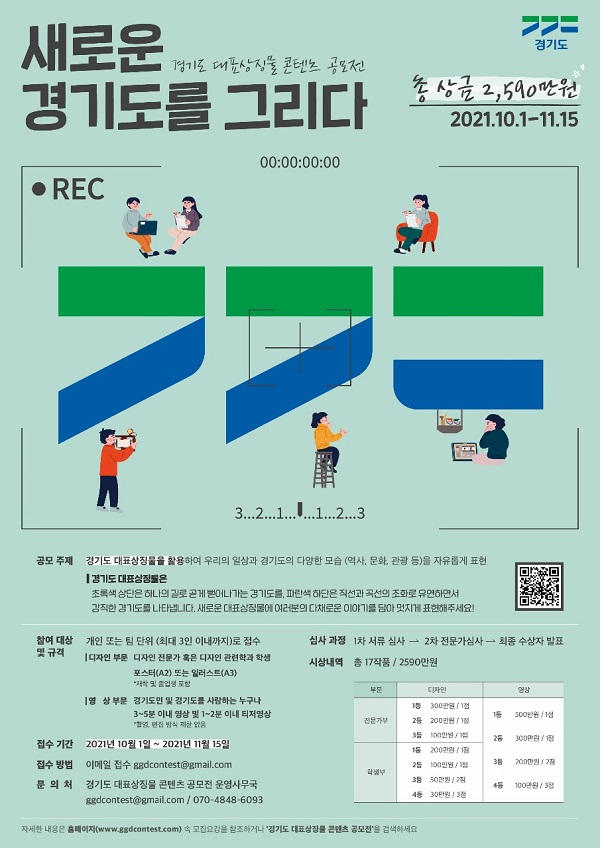 새로운
경기도 대표상징물 콘텐츠 공모전
경기도를 그리다
경기도
총 상금 2,590만원
2021.10.1-11.15
00:00:00:00
REC
3...2...1... ...1...2...3
공모 주제 경기도 대표상징물을 활용하여 우리의 일상과 경기도의 다양한 모습 (역사, 문화, 관광 등)을 자유롭게 표현
경기도 대표상징물은
초록색 상단은 하나의 길로 곧게 뻗어나가는 경기도를, 파란색 하단은 직선과 곡선의 조화로 유연하면서
강직한 경기도를 나타냅니다. 새로운 대표상징물에 여러분의 다채로운 이야기를 담아 멋지게 표현해주세요!
참여 대상 및 규격 개인 또는 팀 단위 (최대 3인 이내까지)로 접수
디자인 부문 디자인 전문가 혹은 디자인 관련학과 학생
포스터(A2) 또는 일러스트(A3)
*재학 및 졸업생 포함
영 상 부문 경기도민 및 경기도를 사랑하는 누구나
3~5분 이내 영상 및 1~2분 이내 티저영상
*촬영, 편집 방식 제한 없음
접수 기간 2021년 10월 1일 ~ 2021년 11월 15일
접수 방법 이메일 접수 ggdcontest@gmail.com
문 의 처 경기도 대표상징물 콘텐츠 공모전 운영사무국
ggdcontest@gmail.com / 070-4848-6093
심사 과정 1차 서류 심사 → 2차 전문가심사 → 최종 수상자 발표
시상내역 총 17작품 / 2590만원
부문 디자인 영상
전문가부
1등 300만원 / 1점
2등 200만원 / 1점
3등 100만원 / 1점
학생부
1등 200만원 / 1점
2등 100만원 / 1점
3등 50만원 / 2점
4등 30만원 / 3점
1등 500만원 / 1점
2등 300만원 / 1점
3등 200만원 / 2점
4등 100만원 / 3점
자세한 내용은 홈페이지(www.ggdcontest.com) 속 모집요강을 참조하거나 '경기도 대표상징물 콘텐츠 공모전'을 검색하세요